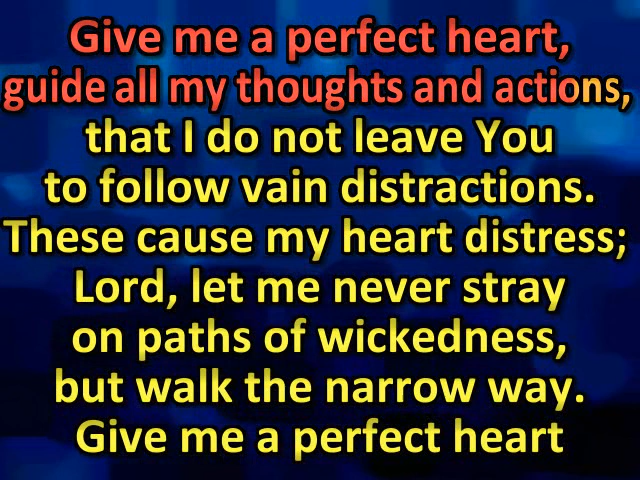 Give me a perfect heart,
guide all my thoughts and actions,
that I do not leave You
to follow vain distractions.
These cause my heart distress;
Lord, let me never stray
on paths of wickedness,
but walk the narrow way.
Give me a perfect heart